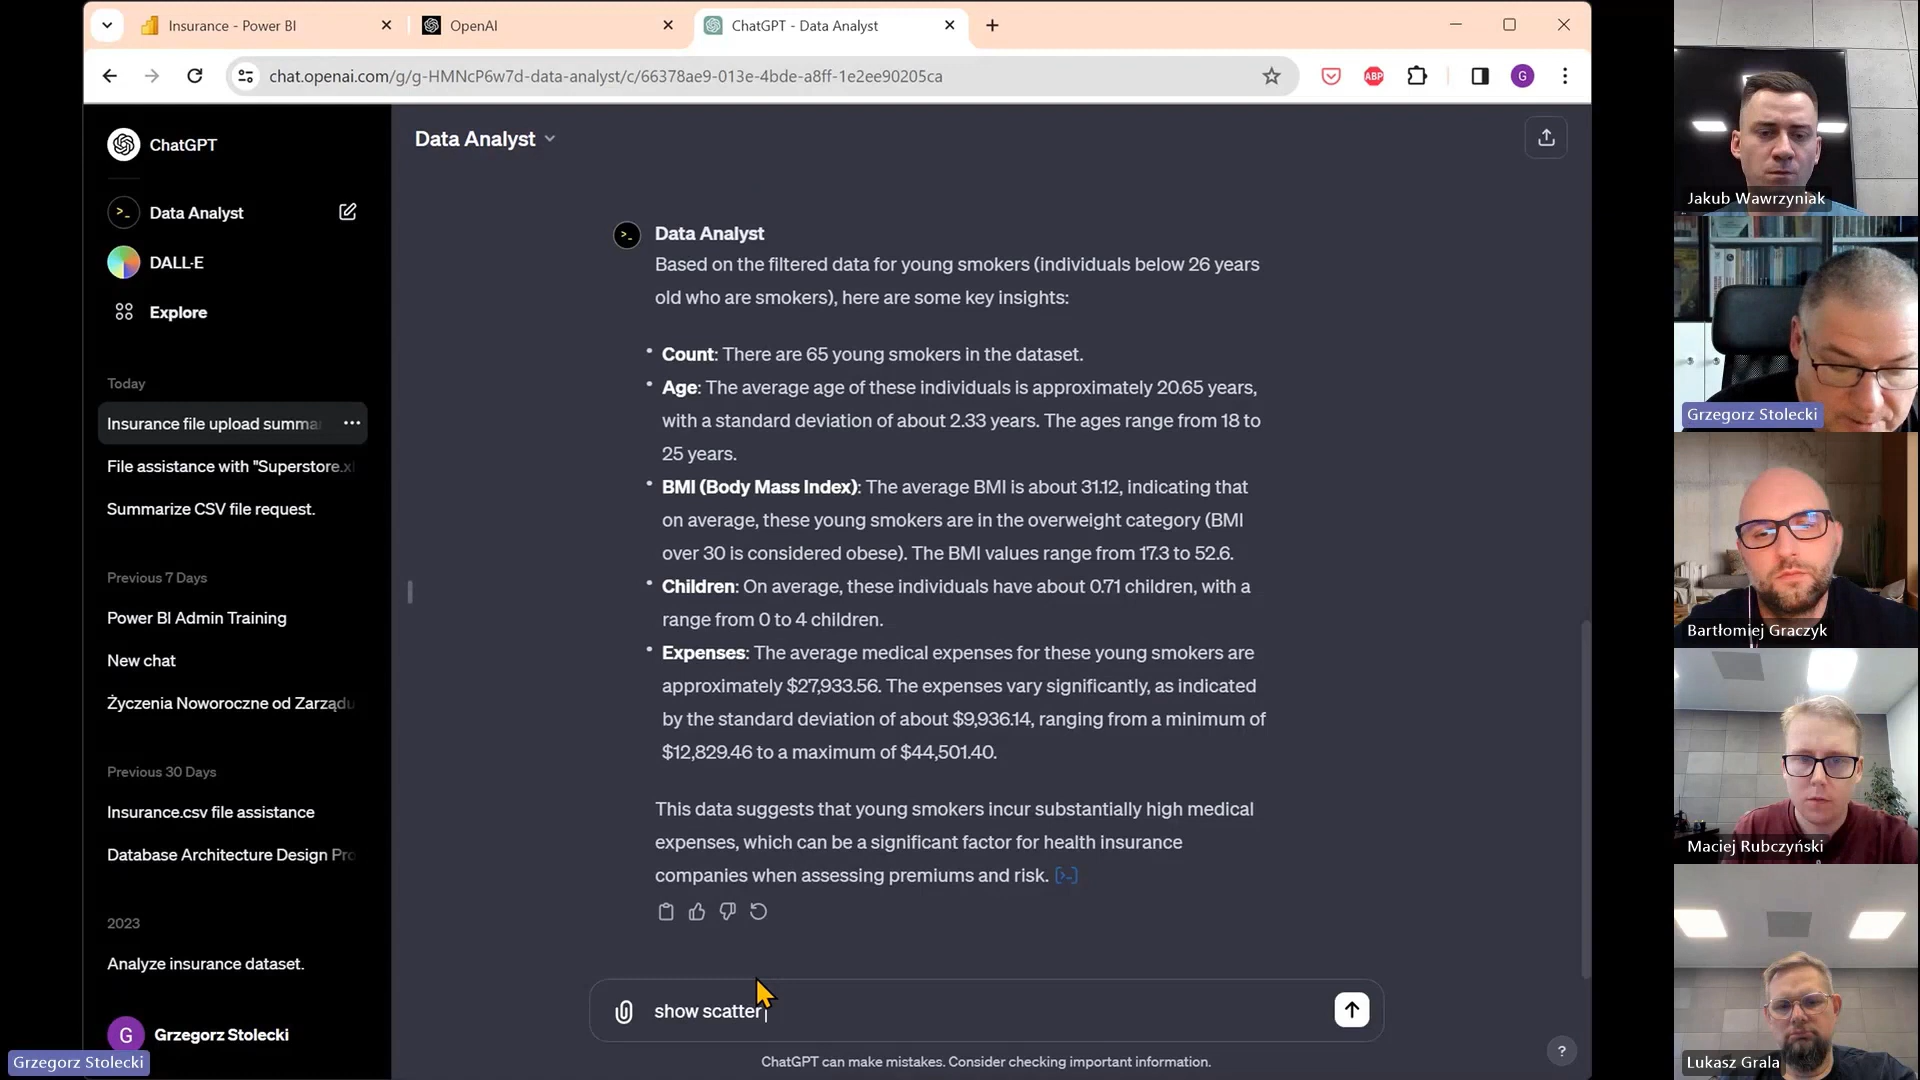 Insurance - Power BI
OpenAI
ChatGPT - Data Analyst
chat.openai.com/g/g-HMNcP6w7d-data-analyst/c/66378ae9-013e-4bde-a8ff-1e2ee90205ca
ABP
G
ChatGPT
Data Analyst
DALL·E
Explore
Today
Insurance file upload summa
File assistance with "Superstore.xl
Summarize CSV file request.
Previous 7 Days
Power BI Admin Training
New chat
Życzenia Noworoczne od Zarządu
Previous 30 Days
Insurance.csv file assistance
Database Architecture Design Pro
2023
Analyze insurance dataset.
G
Grzegorz Stolecki
Grzegorz Stolecki
Data Analyst
Data Analyst
Based on the filtered data for young smokers (individuals below 26 years
old who are smokers), here are some key insights:
• Count: There are 65 young smokers in the dataset.
• Age: The average age of these individuals is approximately 20.65 years,
with a standard deviation of about 2.33 years. The ages range from 18 to
25 years.
• BMI (Body Mass Index): The average BMI is about 31.12, indicating that
on average, these young smokers are in the overweight category (BMI
over 30 is considered obese). The BMI values range from 17.3 to 52.6.
• Children: On average, these individuals have about 0.71 children, with a
range from 0 to 4 children.
• Expenses: The average medical expenses for these young smokers are
approximately $27,933.56. The expenses vary significantly, as indicated
by the standard deviation of about $9,936.14, ranging from a minimum of
$12,829.46 to a maximum of $44,501.40.
This data suggests that young smokers incur substantially high medical
expenses, which can be a significant factor for health insurance
companies when assessing premiums and risk. [>-]
show scatter
ChatGPT can make mistakes. Consider checking important information.
?
Jakub Wawrzyniak
Grzegorz Stolecki
Bartłomiej Graczyk
Maciej Rubczyński
Lukasz Grala